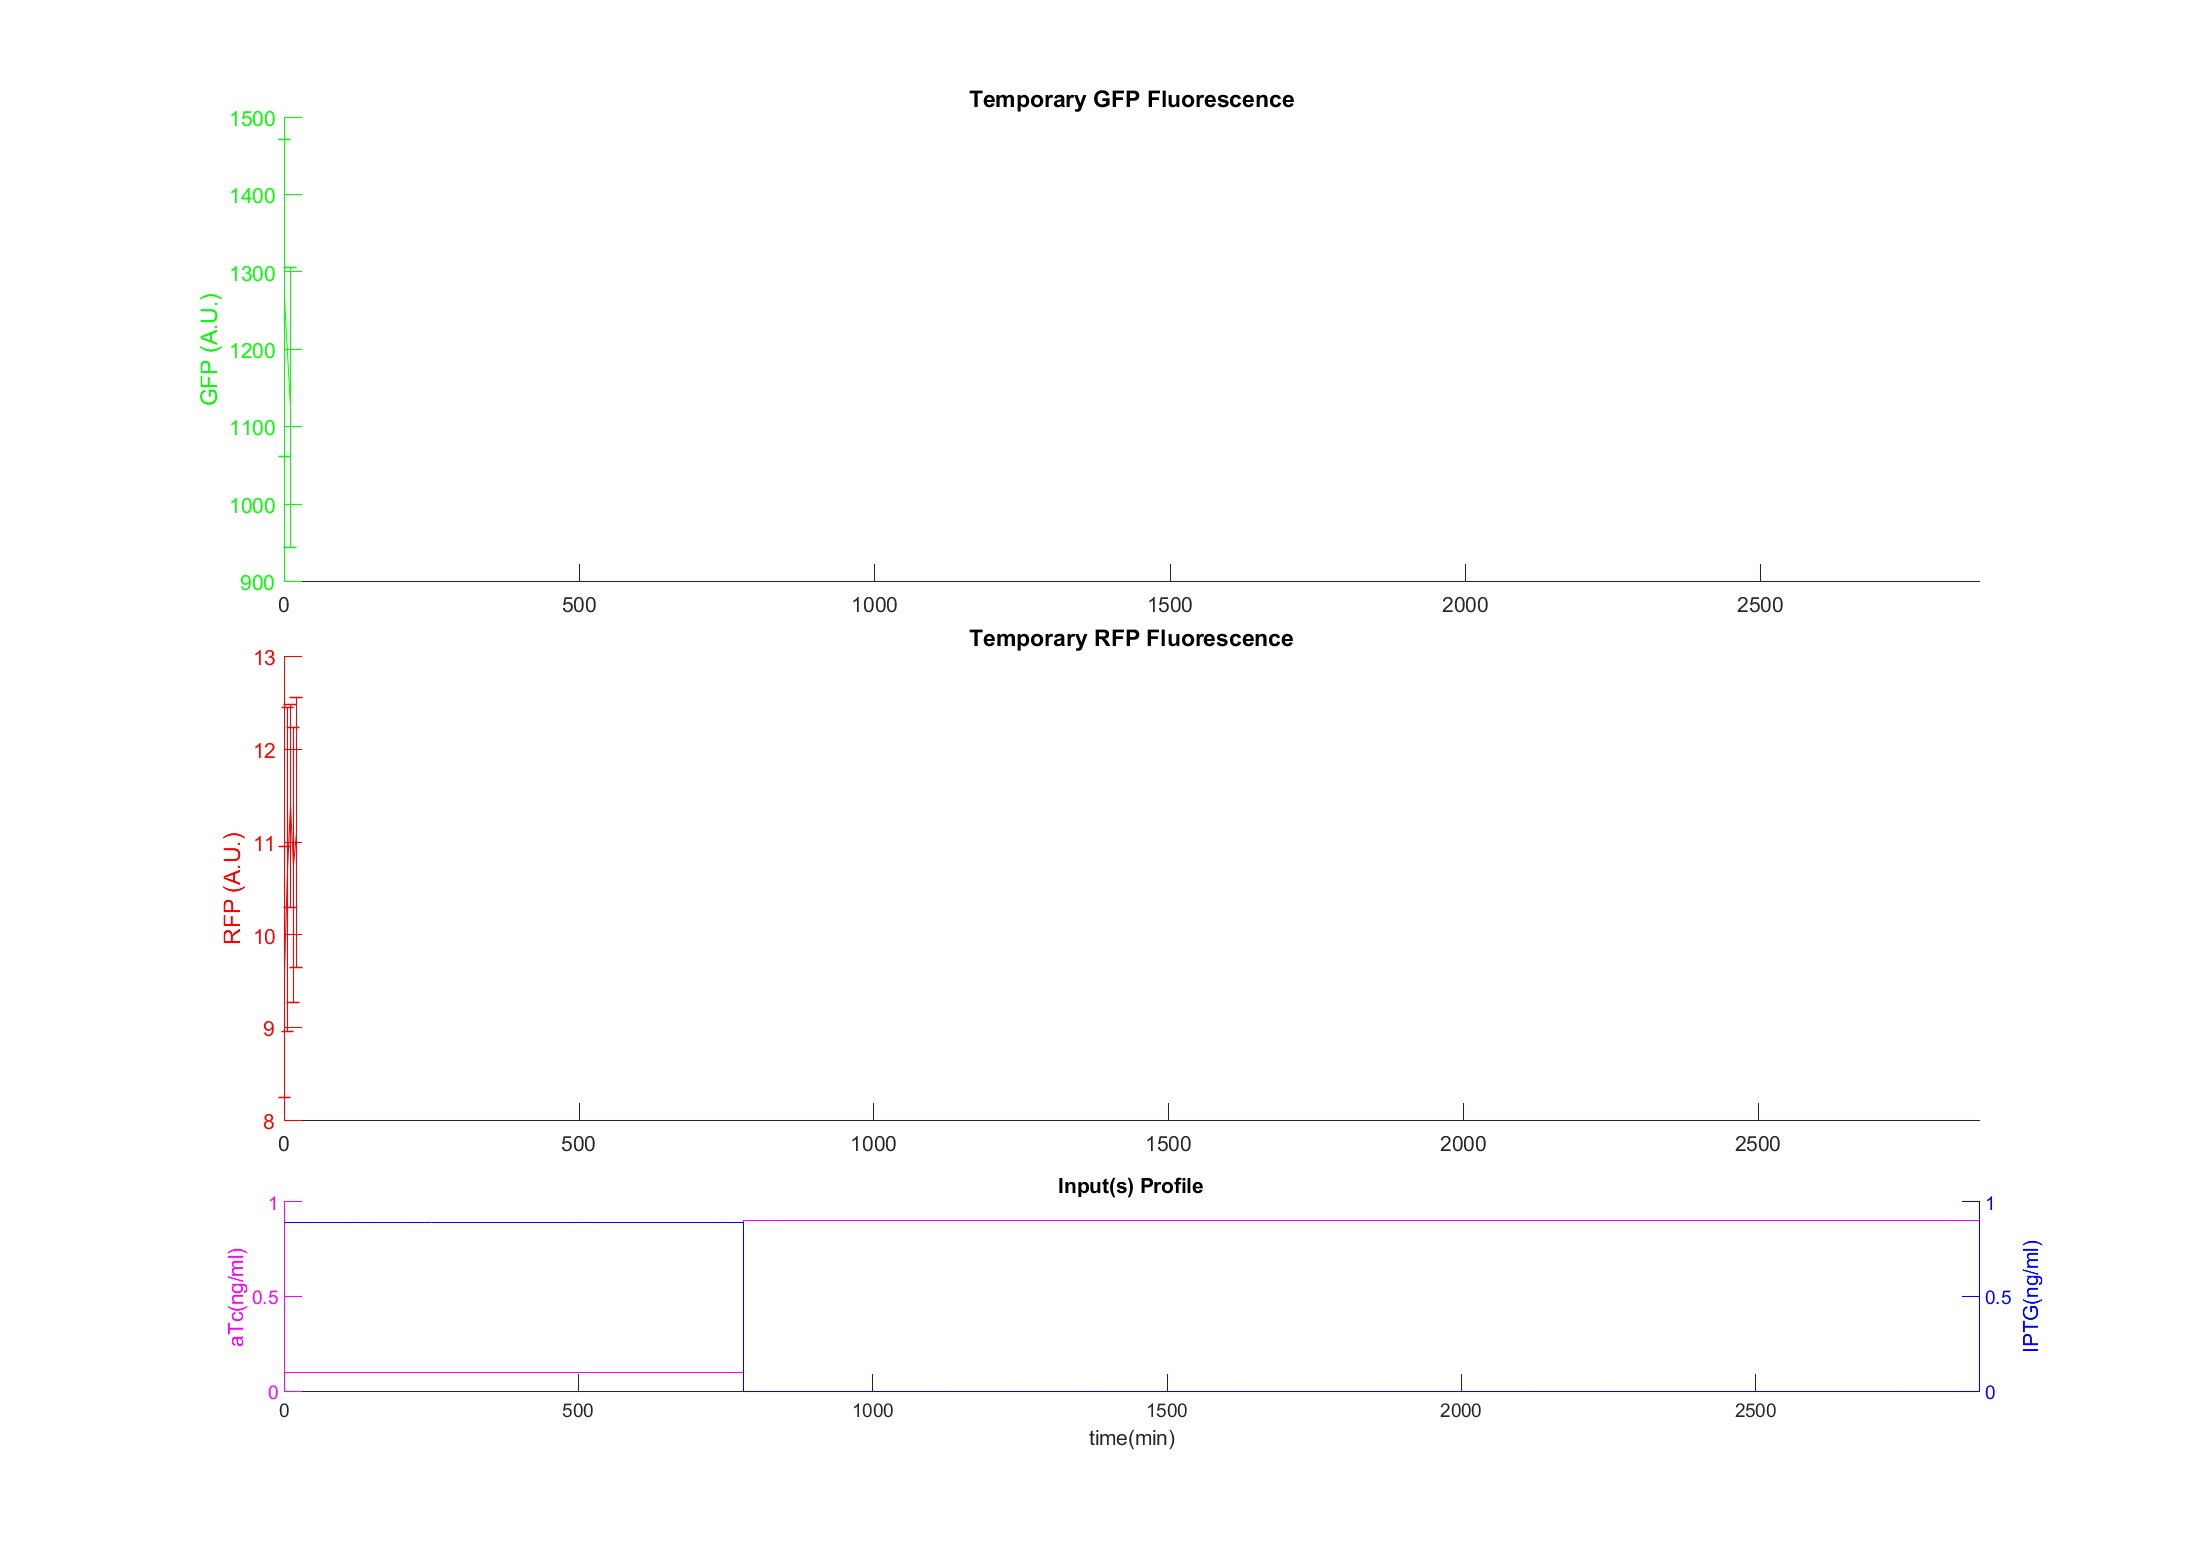 Temporary GFP Fluorescence
1500
1400
1300
1200
1100
1000
900
GFP (A.U.)
0 500 1000 1500 2000 2500
Temporary RFP Fluorescence
13
12
11
10
9
8
RFP (A.U.)
0 500 1000 1500 2000 2500
Input(s) Profile
1
0.5
0
aTc(ng/ml)
1
0.5
0
IPTG(ng/ml)
0 500 1000 1500 2000 2500
time(min)